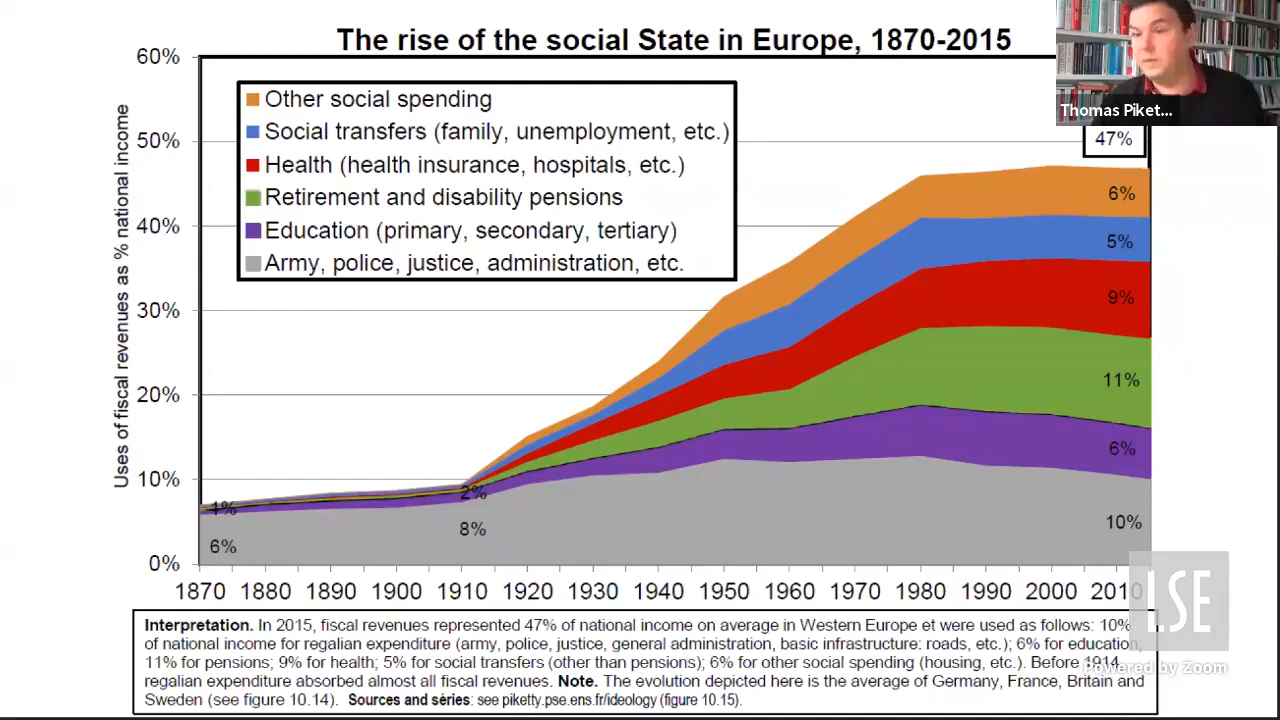 The rise of the social State in Europe, 1870-2015
Thomas Piket...
Uses of fiscal revenues as % national income
60%
50%
40%
30%
20%
10%
0%
Other social spending
Social transfers (family, unemployment, etc.)
Health (health insurance, hospitals, etc.)
Retirement and disability pensions
Education (primary, secondary, tertiary)
Army, police, justice, administration, etc.
47%
6%
5%
9%
11%
6%
10%
1%
6%
2%
8%
1870 1880 1890 1900 1910 1920 1930 1940 1950 1960 1970 1980 1990 2000 2010
Interpretation. In 2015, fiscal revenues represented 47% of national income on average in Western Europe et were used as follows: 10%
of national income for regalian expenditure (army, police, justice, general administration, basic infrastructure: roads, etc.); 6% for education;
11% for pensions; 9% for health; 5% for social transfers (other than pensions); 6% for other social spending (housing, etc.). Before 1914,
regalian expenditure absorbed almost all fiscal revenues. Note. The evolution depicted here is the average of Germany, France, Britain and
Sweden (see figure 10.14). Sources and séries: see piketty.pse.ens.fr/ideology (figure 10.15).
LSE
Powered by Zoom